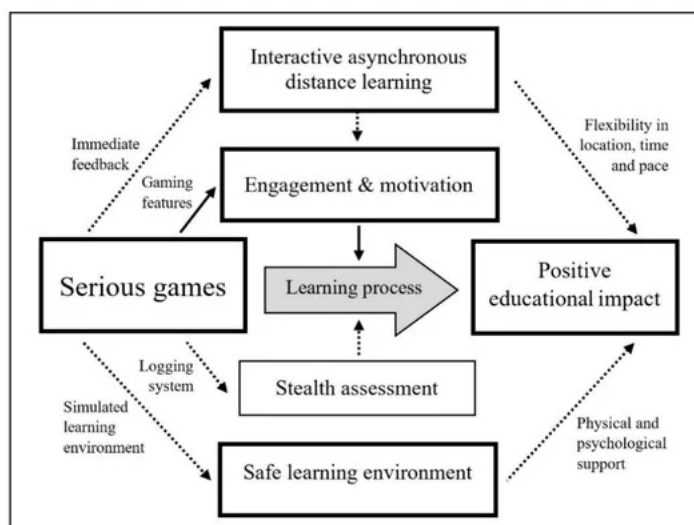 Interactive asynchronous
distance learning
Immediate
feedback
Flexibility in
location, time
and pace
Gaming
features
Engagement & motivation
Serious games
Learning process
Positive
educational impact
Logging
system
Stealth assessment
Simulated
learning
environment
Physical and
psychological
support
Safe learning environment